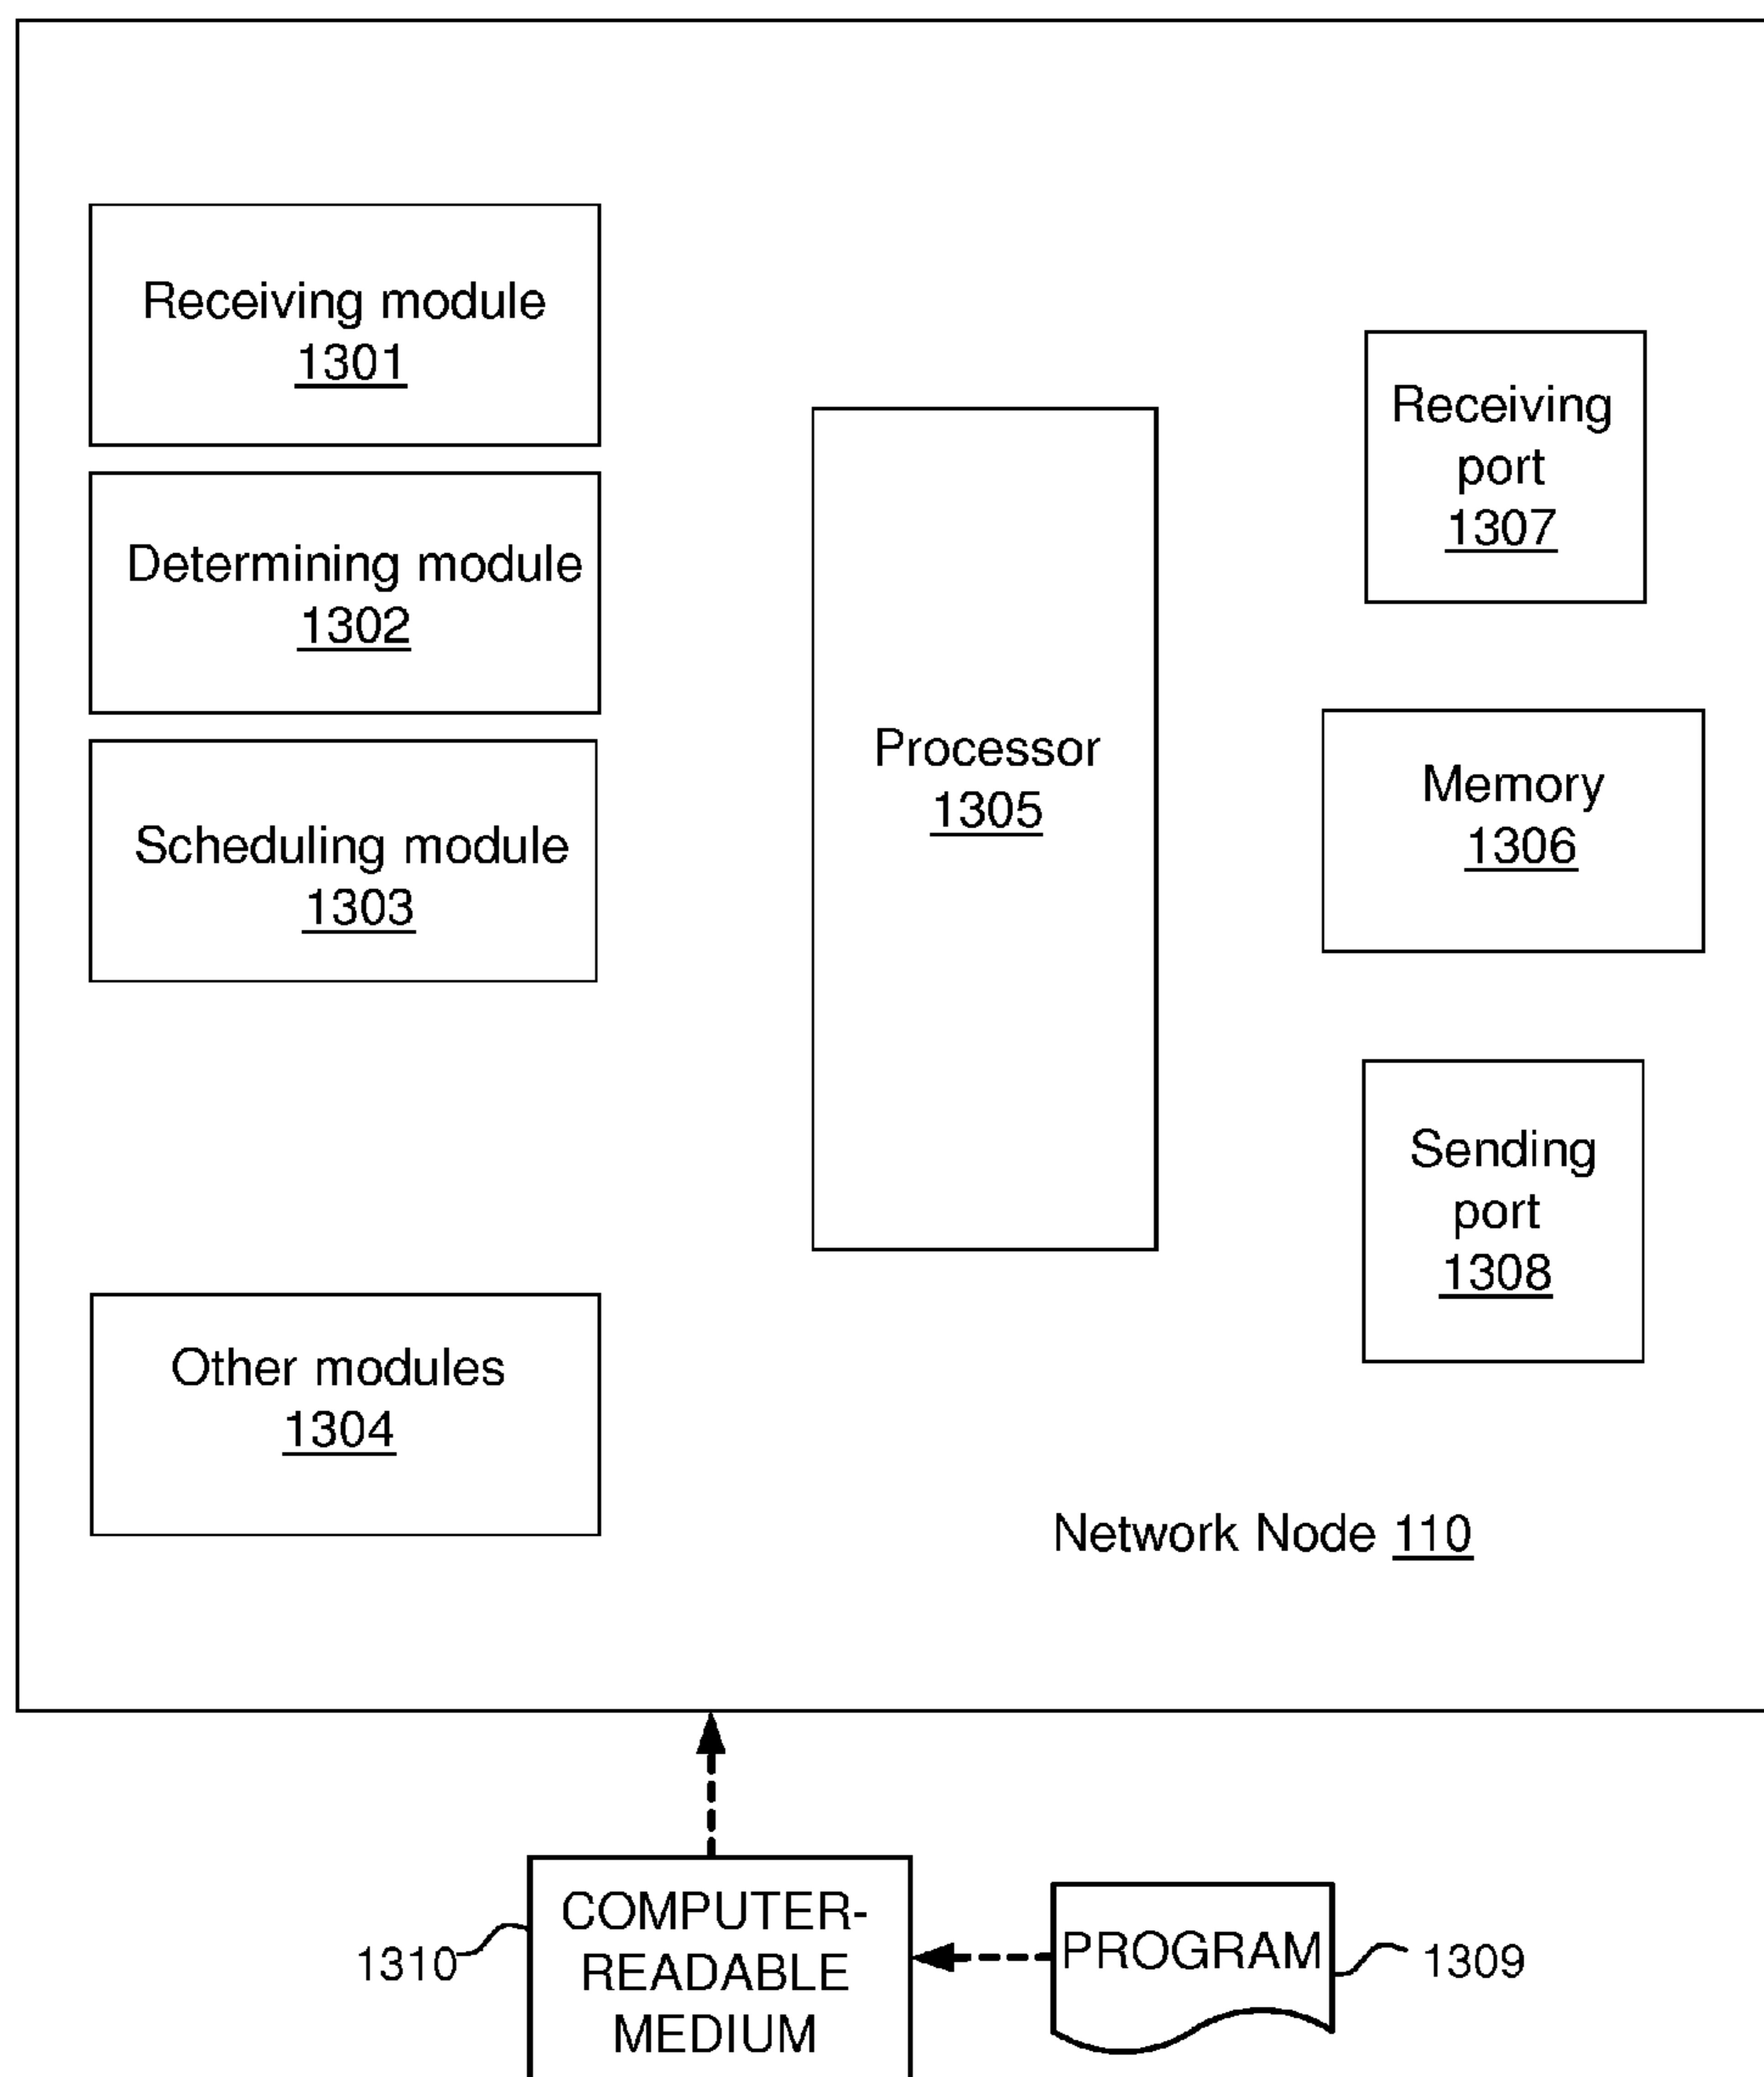 Receiving module
1301
Determining module
1302
Scheduling module
1303
Other modules
1304
Processor
1305
Receiving
port
1307
Memory
1306
Sending
port
1308
Network Node 110
1310
COMPUTER-
READABLE
MEDIUM
PROGRAM
1309